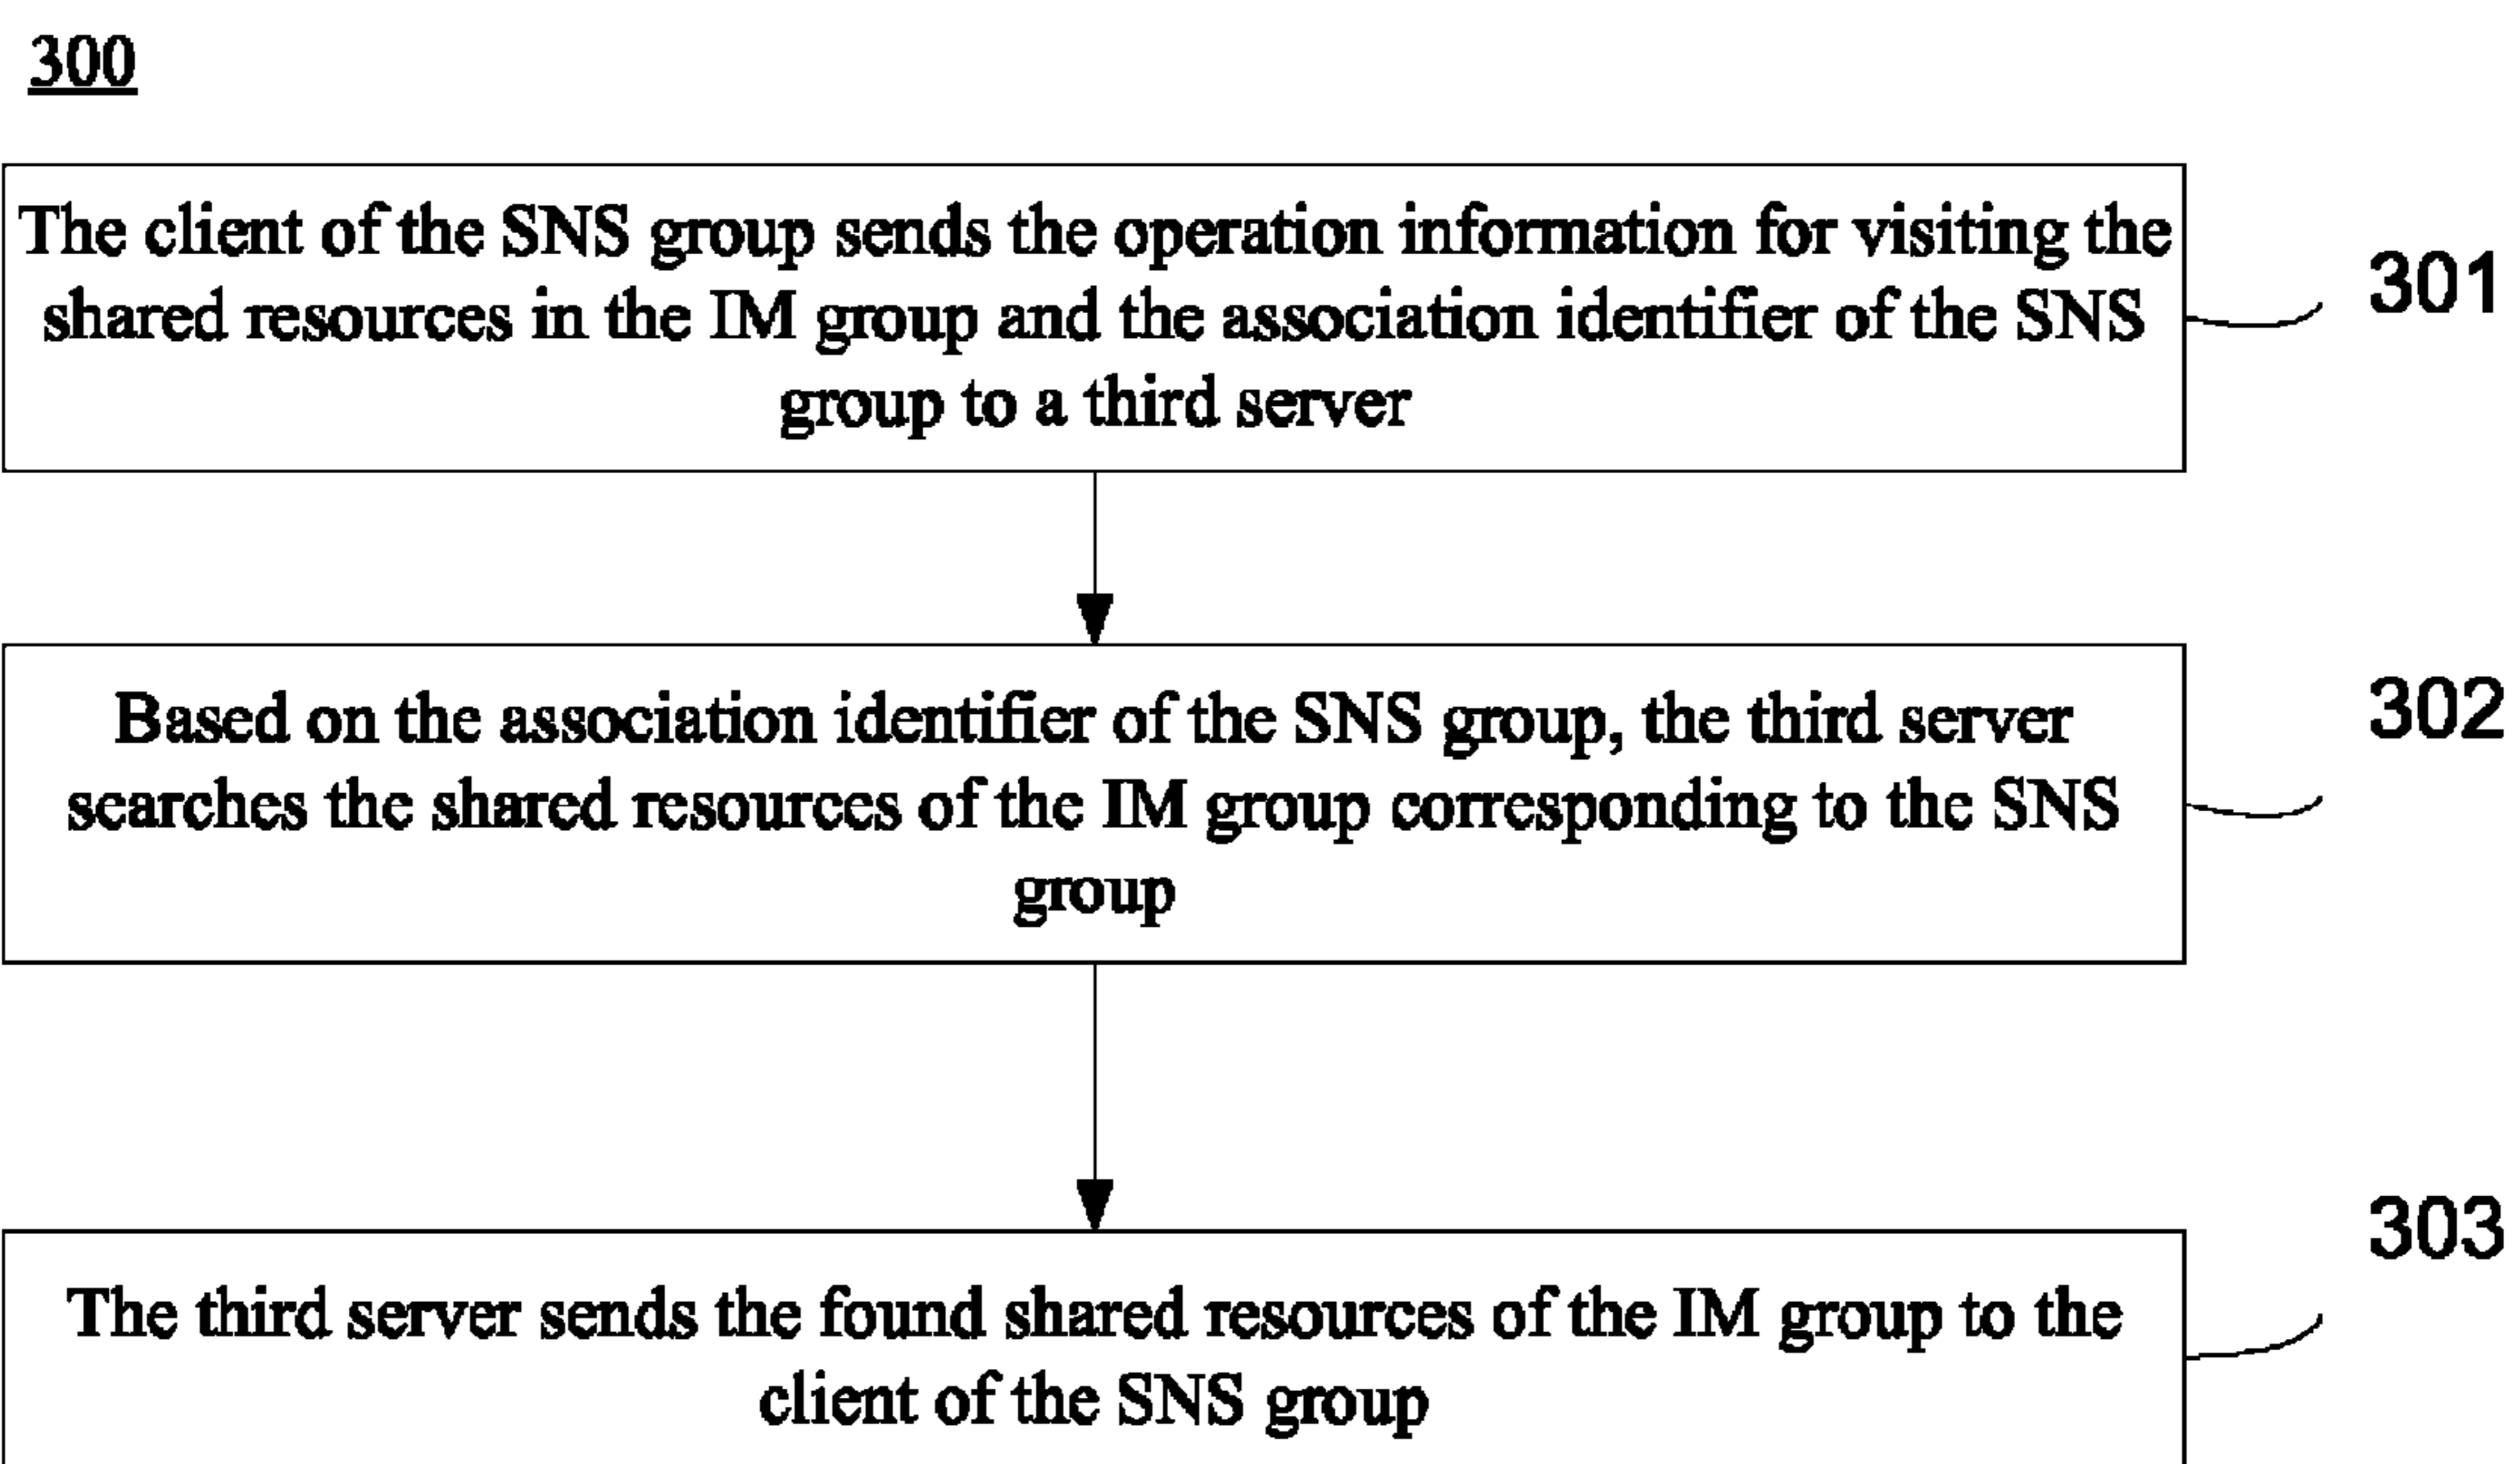 300
The client of the SNS group sends the operation information for visiting the
shared resources in the IM group and the association identifier of the SNS
group to a third server
301
Based on the association identifier of the SNS group, the third server
searches the shared resources of the IM group corresponding to the SNS
group
302
The third server sends the found shared resources of the IM group to the
client of the SNS group
303